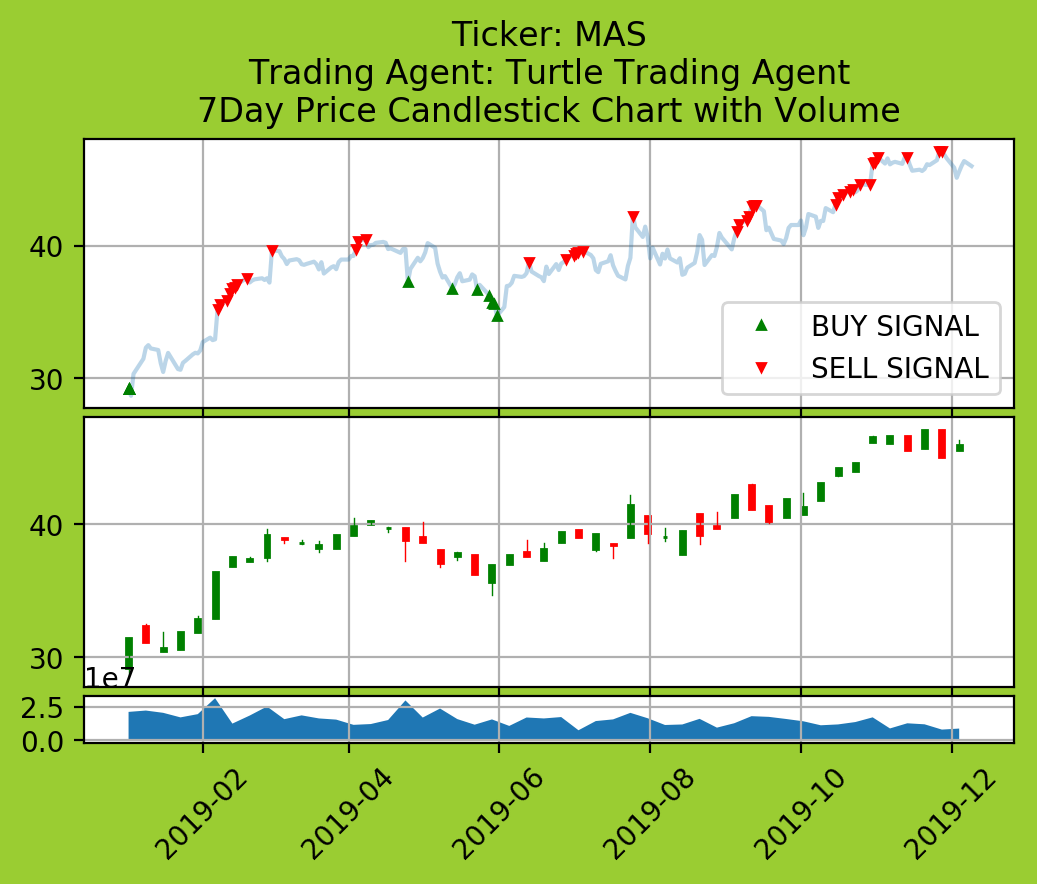 Ticker: MAS
Trading Agent: Turtle Trading Agent
7Day Price Candlestick Chart with Volume
40
30
BUY SIGNAL
SELL SIGNAL
40
30
1e7
2.5
0.0
2019-02
2019-04
2019-06
2019-08
2019-10
2019-12